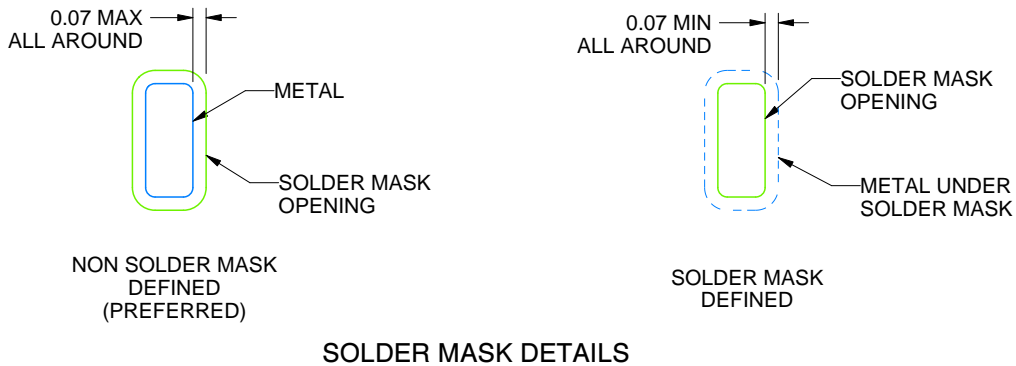 0.07 MAX
ALL AROUND
METAL
SOLDER MASK
OPENING
NON SOLDER MASK
DEFINED
(PREFERRED)
0.07 MIN
ALL AROUND
SOLDER MASK
OPENING
METAL UNDER
SOLDER MASK
SOLDER MASK
DEFINED
SOLDER MASK DETAILS